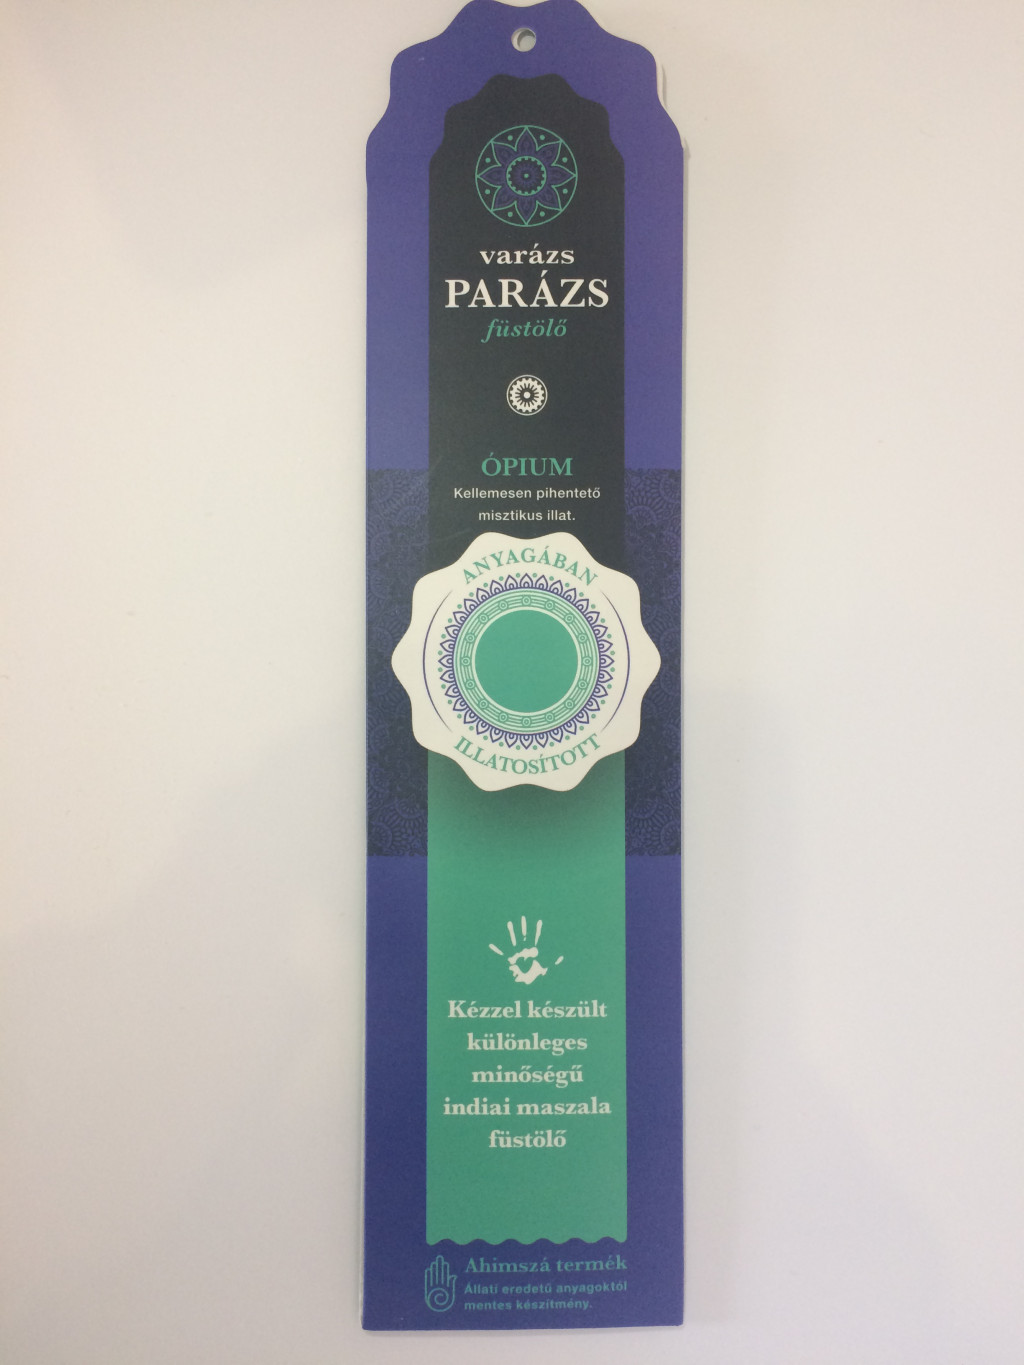 varázs
PARÁZS
füstölő
ÓPIUM
Kellemesen pihentető
misztikus illat.
ANYAGÁBAN
ILLATOSÍTOTT
Kézzel készült
különleges
minőségű
indiai maszala
füstölő
Ahimszá termék
Állati eredetű anyagoktól
mentes készítmény.